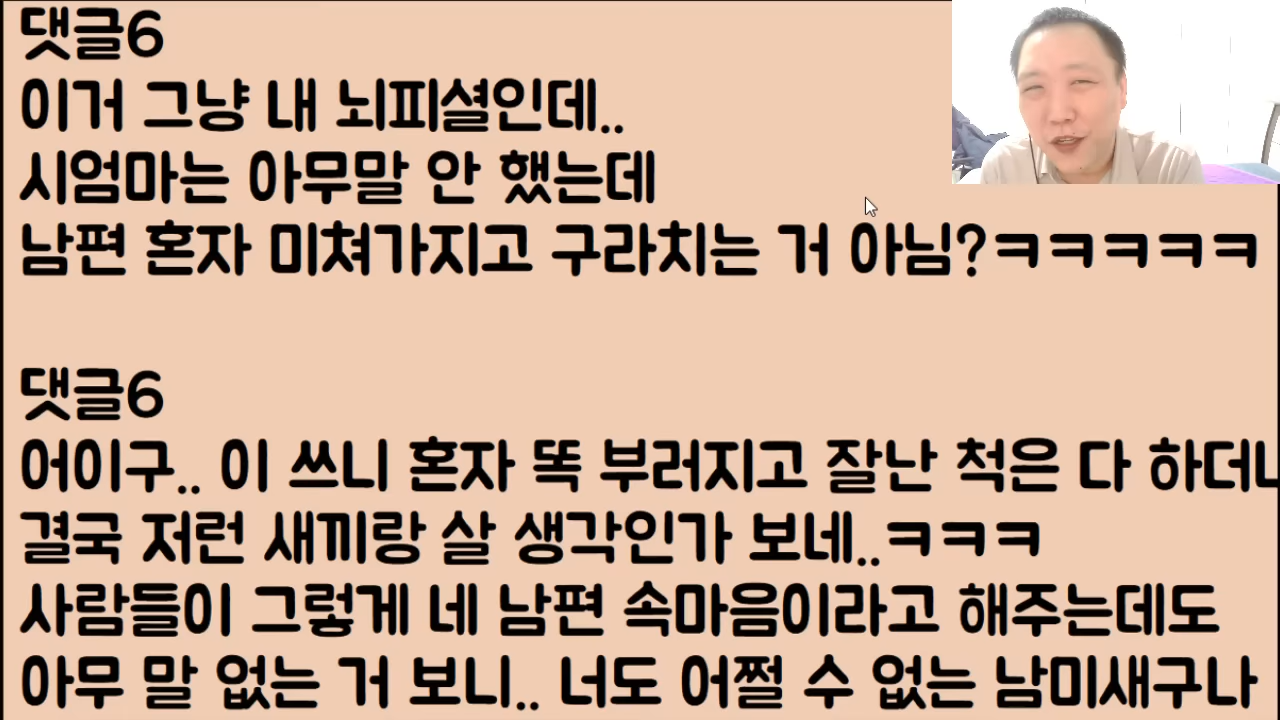 댓글6
이거 그냥 내 뇌피셜인데..
시엄마는 아무말 안 했는데
남편 혼자 미쳐가지고 구라치는 거 아님?ㅋㅋㅋㅋㅋ
댓글6
어이구.. 이 쓰니 혼자 똑 부러지고 잘난 척은 다 하더니
결국 저런 새끼랑 살 생각인가 보네..ㅋㅋㅋ
사람들이 그렇게 네 남편 속마음이라고 해주는데도
아무 말 없는 거 보니.. 너도 어쩔 수 없는 남미새구나